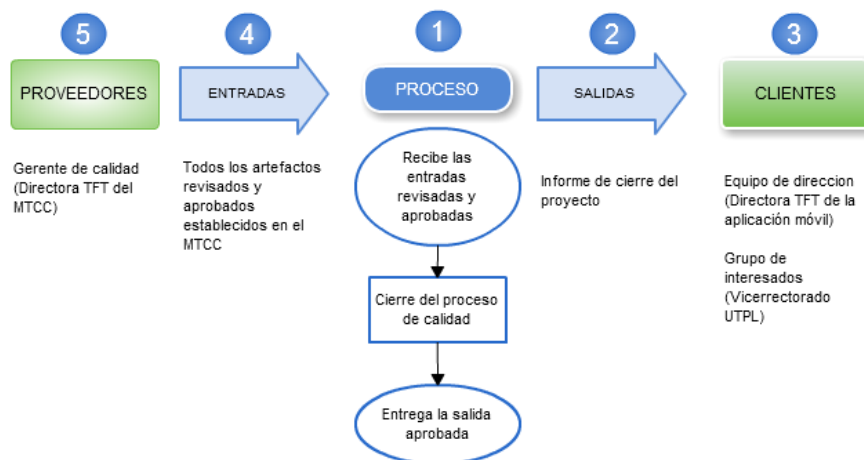 5
4
1
2
3
PROVEEDORES
ENTRADAS
PROCESO
SALIDAS
CLIENTES
Gerente de calidad
(Directora TFT del
MTCC)
Todos los artefactos
revisados y
aprobados
establecidos en el
MTCC
Recibe las
entradas
revisadas y
aprobadas
Cierre del proceso
de calidad
Entrega la salida
aprobada
Informe de cierre del
proyecto
Equipo de direccion
(Directora TFT de la
aplicación móvil)
Grupo de
interesados
(Vicerrectorado
UTPL)